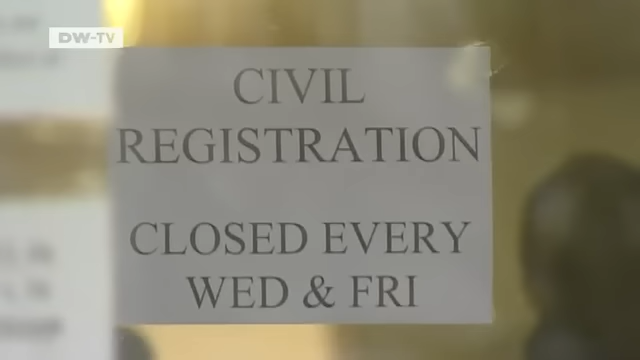 DW-TV
CIVIL
REGISTRATION
CLOSED EVERY
WED & FRI